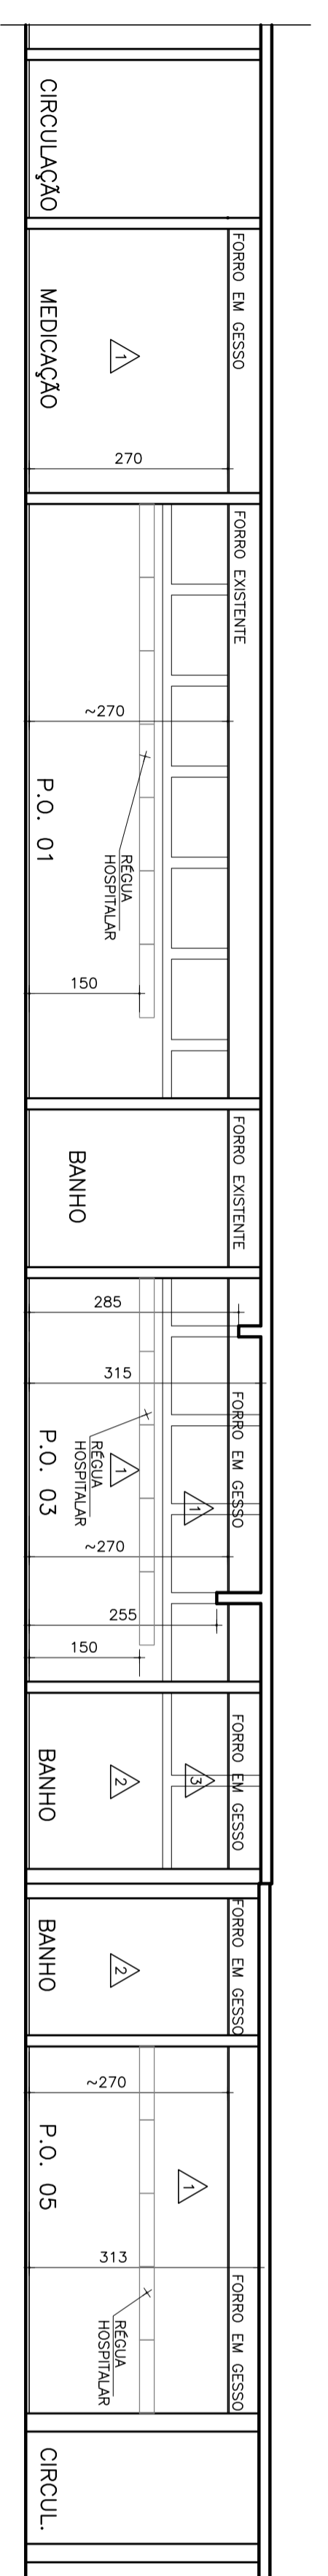 CIRCULAÇÃO
FORRO EM GESSO
1
MEDICAÇÃO
270
FORRO EXISTENTE
~270
P.O. 01
RÉGUA
HOSPITALAR
150
FORRO EXISTENTE
BANHO
285
315
FORRO EM GESSO
RÉGUA
HOSPITALAR
1
1
P.O. 03
~270
255
150
FORRO EM GESSO
3
2
BANHO
FORRO EM GESSO
2
BANHO
~270
1
P.O. 05
313
FORRO EM GESSO
RÉGUA
HOSPITALAR
CIRCUL.